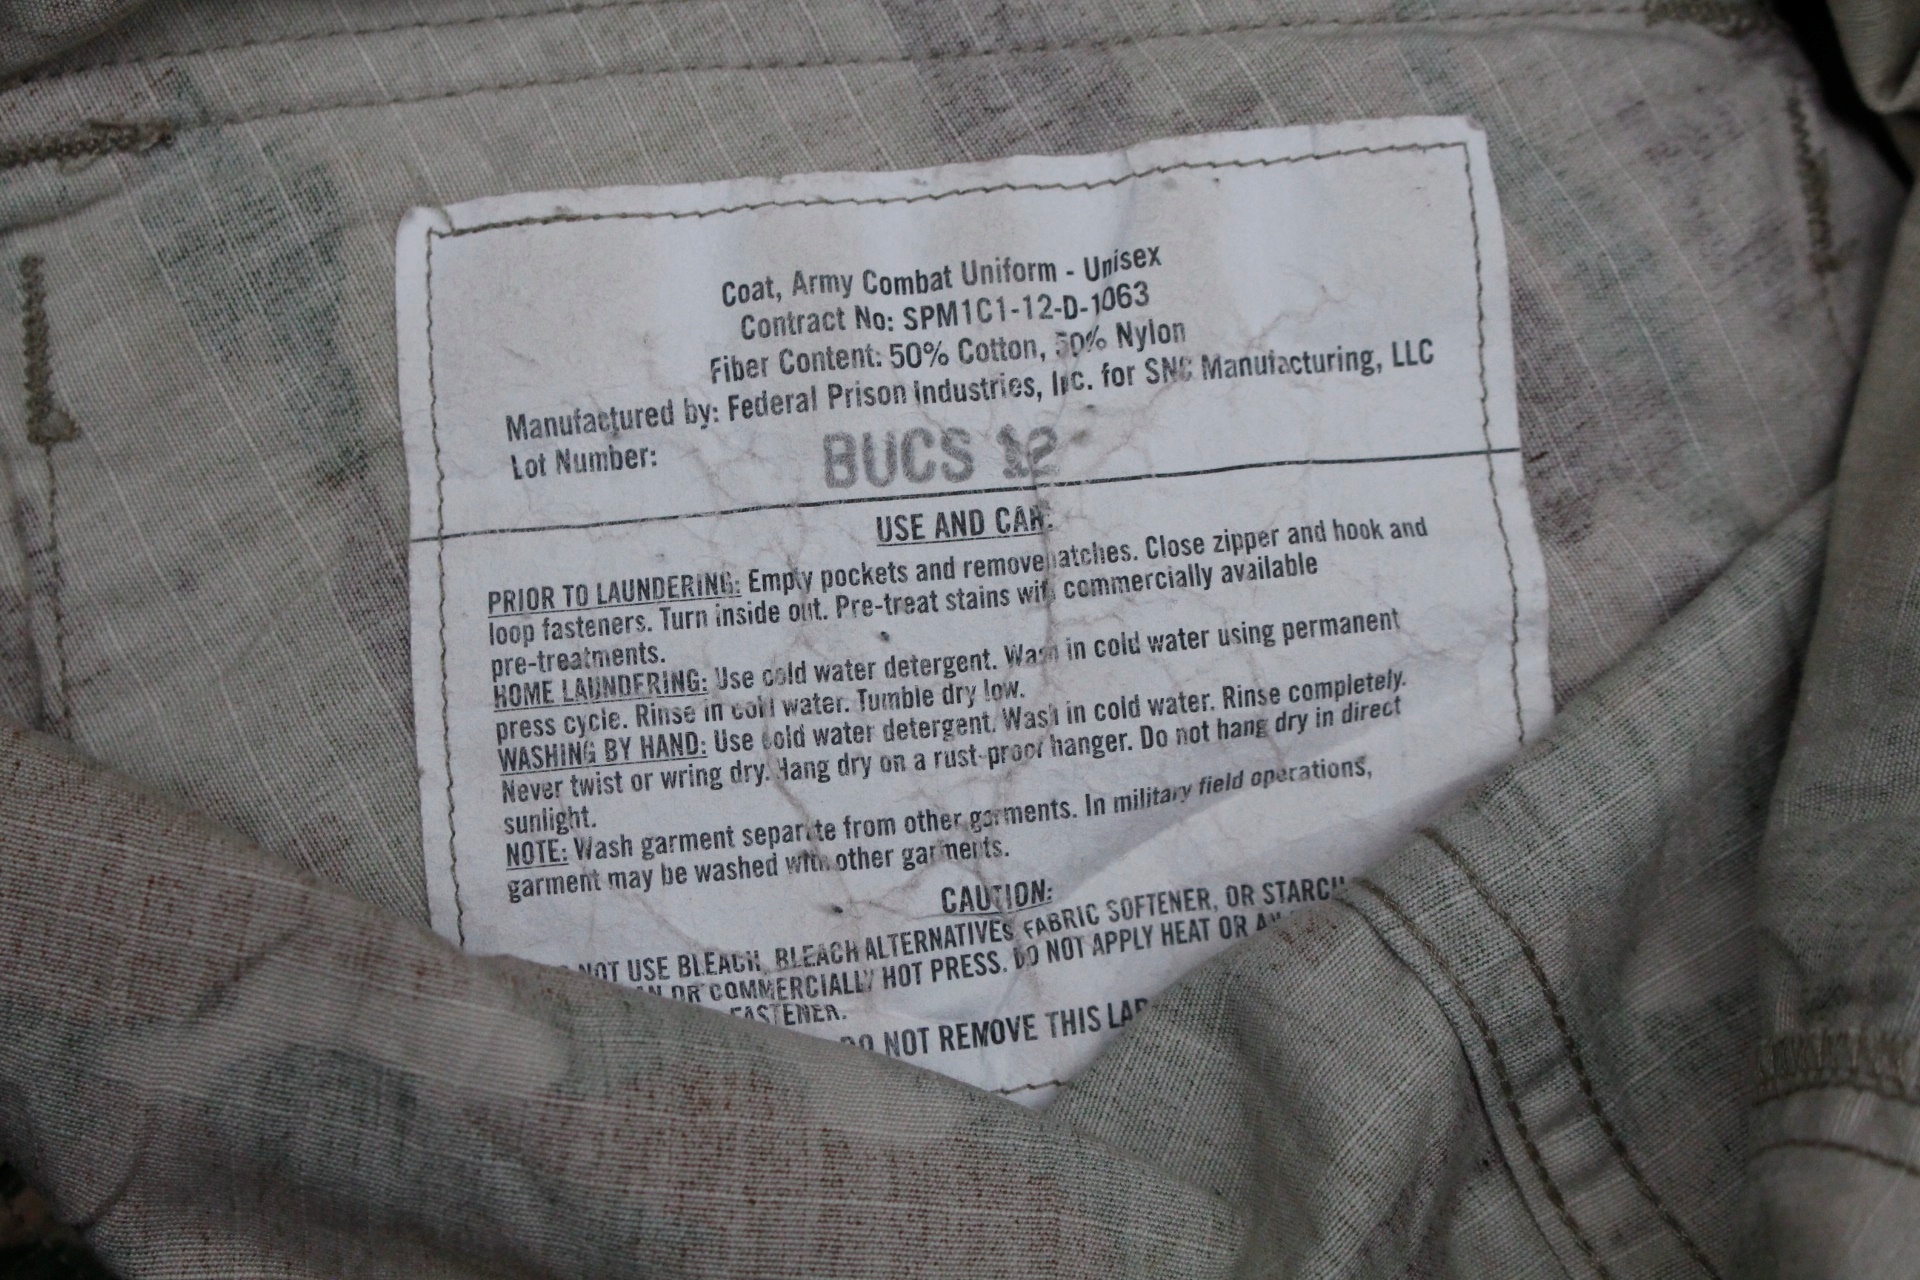 Coat, Army Combat Uniform - Unisex
Contract No: SPM1C1-12-D-1063
Fiber Content: 50% Cotton, 50% Nylon
Manufactured by: Federal Prison Industries, Inc. for SNC Manufacturing, LLC
Lot Number: BUCS 12
USE AND CAR
PRIOR TO LAUNDERING: Empty pockets and remove atches. Close zipper and hook and
loop fasteners. Turn inside out. Pre-treat stains with commercially available
pre-treatments.
HOME LAUNDERING: Use cold water detergent. Wash in cold water using permanent
press cycle. Rinse in cold water. Tumble dry low.
WASHING BY HAND: Use cold water detergent. Wash in cold water. Rinse completely.
Never twist or wring dry. Hang dry on a rust-proof hanger. Do not hang dry in direct
sunlight.
NOTE: Wash garment separate from other garments. In military field operations,
garment may be washed with other garments.
CAUTION:
NOT USE BLEACH, BLEACH ALTERNATIVES FABRIC SOFTENER, OR STARCH
OR COMMERCIALLY HOT PRESS. DO NOT APPLY HEAT OR
FASTENER.
DO NOT REMOVE THIS LAB